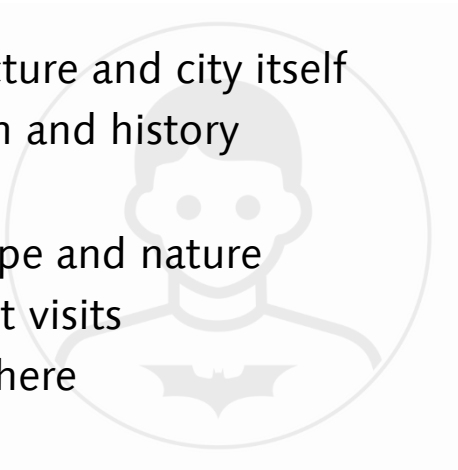 ture and city itself
and history
pe and nature
visits
here